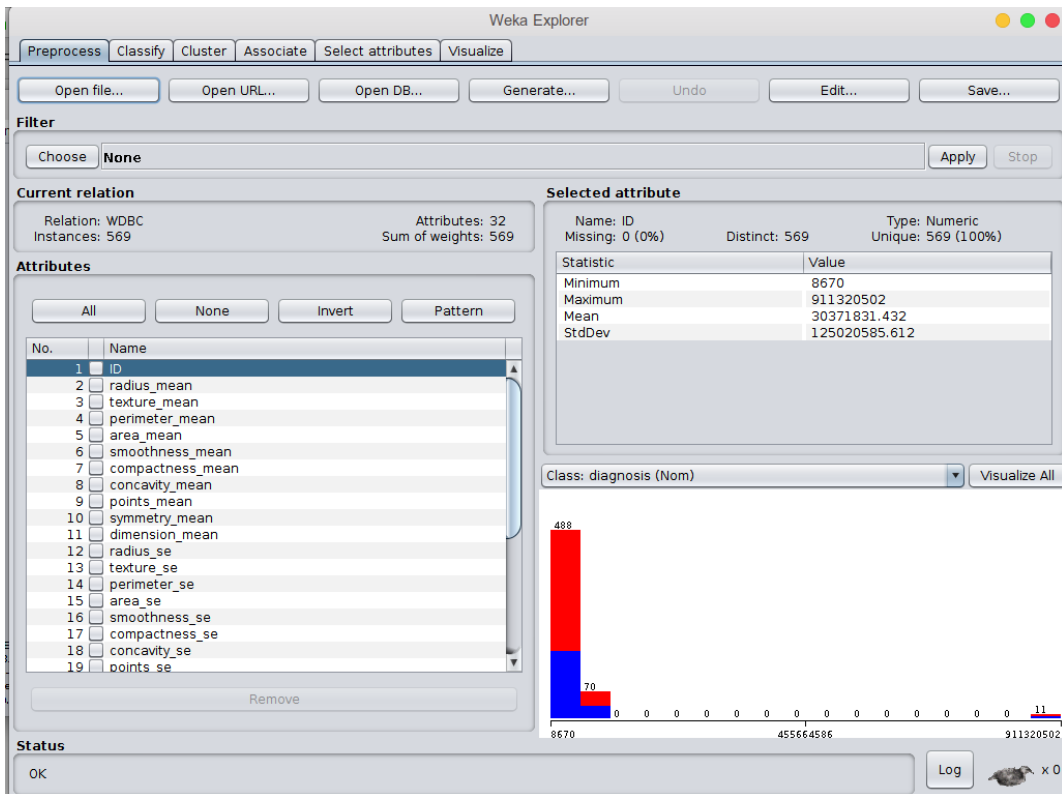 Weka Explorer
Preprocess Classify Cluster Associate Select attributes Visualize
Open file... Open URL... Open DB... Generate... Undo Edit... Save...
Filter
Choose None Apply Stop
Current relation
Relation: WDBC Attributes: 32
Instances: 569 Sum of weights: 569
Attributes
All None Invert Pattern
No. Name
1 ID
2 radius_mean
3 texture_mean
4 perimeter_mean
5 area_mean
6 smoothness_mean
7 compactness_mean
8 concavity_mean
9 points_mean
10 symmetry_mean
11 dimension_mean
12 radius_se
13 texture_se
14 perimeter_se
15 area_se
16 smoothness_se
17 compactness_se
18 concavity_se
19 points_se
Remove
Selected attribute
Name: ID Type: Numeric
Missing: 0 (0%) Distinct: 569 Unique: 569 (100%)
Statistic Value
Minimum 8670
Maximum 911320502
Mean 30371831.432
StdDev 125020585.612
Class: diagnosis (Nom) Visualize All
488
70
0 0 0 0 0 0 0 0 0 0 0 0 0 0
11
8670 455664586 911320502
Status
OK
Log x 0